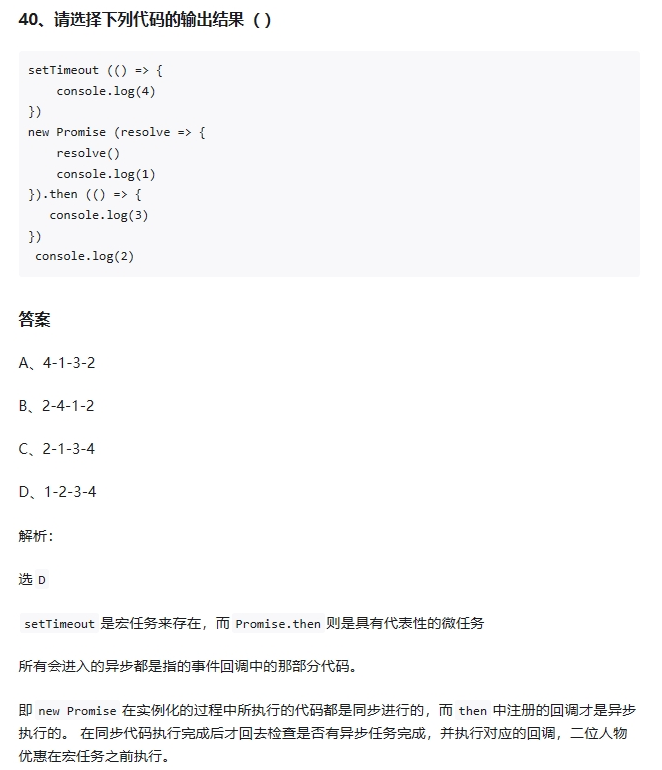 40、请选择下列代码的输出结果（ ）
setTimeout (() => {
    console.log(4)
})
new Promise (resolve => {
    resolve()
    console.log(1)
}).then (() => {
   console.log(3)
})
 console.log(2)
答案
A、4-1-3-2
B、2-4-1-2
C、2-1-3-4
D、1-2-3-4
解析：
选 D
setTimeout 是宏任务来存在，而 Promise.then 则是具有代表性的微任务
所有会进入的异步都是指的事件回调中的那部分代码。
即 new Promise 在实例化的过程中所执行的代码都是同步进行的，而 then 中注册的回调才是异步
执行的。 在同步代码执行完成后才回去检查是否有异步任务完成，并执行对应的回调，二位人物
优惠在宏任务之前执行。